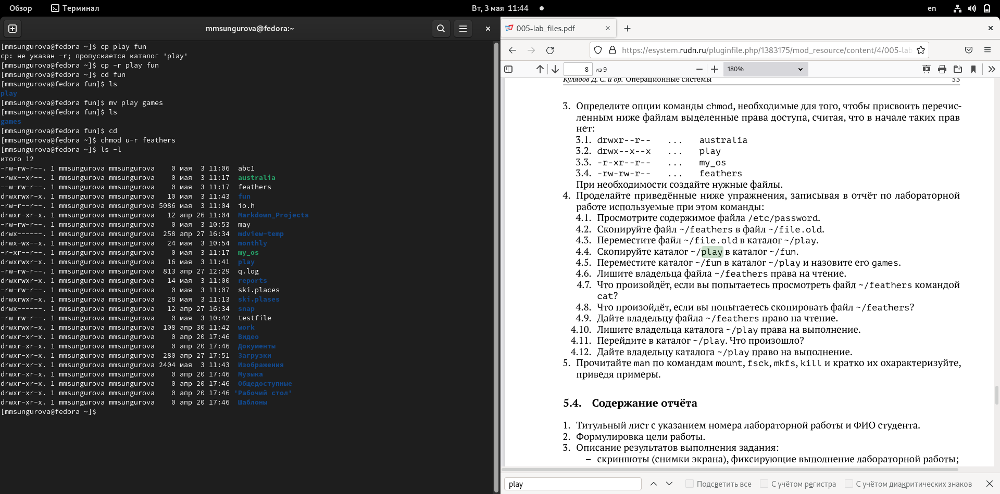 Обзор
Терминал
Вт, 3 мая 11:44
en
mmsungurova@fedora:~
[mmsungurova@fedora ~]$ cp play fun
cp: не указан -r; пропускается каталог 'play'
[mmsungurova@fedora ~]$ cp -r play fun
[mmsungurova@fedora ~]$ cd fun
[mmsungurova@fedora fun]$ ls
play
[mmsungurova@fedora fun]$ mv play games
[mmsungurova@fedora fun]$ ls
games
[mmsungurova@fedora fun]$ cd
[mmsungurova@fedora ~]$ chmod u-r feathers
[mmsungurova@fedora ~]$ ls -l
итого 12
-rw-rw-r--. 1 mmsungurova mmsungurova    0 мая  3 11:06  abc1
-rwx--xr--. 1 mmsungurova mmsungurova    0 мая  3 11:17  australia
--w-rw-r--. 1 mmsungurova mmsungurova    0 мая  3 11:17  feathers
drwxrwxr-x. 1 mmsungurova mmsungurova   10 мая  3 11:43  fun
-rw-r--r--. 1 mmsungurova mmsungurova 5086 мая  3 11:04  io.h
drwxr-xr-x. 1 mmsungurova mmsungurova   12 апр 26 11:04  Markdown_Projects
-rw-rw-r--. 1 mmsungurova mmsungurova    0 мая  3 10:53  may
drwx------. 1 mmsungurova mmsungurova  258 апр 27 16:34  mdview-temp
drwx-wx--x. 1 mmsungurova mmsungurova   24 мая  3 10:54  monthly
-r-xr--r--. 1 mmsungurova mmsungurova    0 мая  3 11:17  my_os
drwxrwxr-x. 1 mmsungurova mmsungurova   16 мая  3 11:41  play
-rw-rw-r--. 1 mmsungurova mmsungurova  813 апр 27 12:29  q.log
drwxrwxr-x. 1 mmsungurova mmsungurova   14 мая  3 11:00  reports
-rw-rw-r--. 1 mmsungurova mmsungurova    0 мая  3 11:07  ski.places
drwxrwxr-x. 1 mmsungurova mmsungurova   28 мая  3 11:13  ski.plases
drwx------. 1 mmsungurova mmsungurova   12 апр 27 16:34  snap
-rw-rw-r--. 1 mmsungurova mmsungurova    0 мая  3 10:42  testfile
drwxrwxr-x. 1 mmsungurova mmsungurova  108 апр 30 11:42  work
drwxr-xr-x. 1 mmsungurova mmsungurova    0 апр 20 17:46  Видео
drwxr-xr-x. 1 mmsungurova mmsungurova    0 апр 20 17:46  Документы
drwxr-xr-x. 1 mmsungurova mmsungurova  280 апр 27 17:51  Загрузки
drwxr-xr-x. 1 mmsungurova mmsungurova 2404 мая  3 11:43  Изображения
drwxr-xr-x. 1 mmsungurova mmsungurova    0 апр 20 17:46  Музыка
drwxr-xr-x. 1 mmsungurova mmsungurova    0 апр 20 17:46  Общедоступные
drwxr-xr-x. 1 mmsungurova mmsungurova    0 апр 20 17:46 'Рабочий стол'
drwxr-xr-x. 1 mmsungurova mmsungurova    0 апр 20 17:46  Шаблоны
[mmsungurova@fedora ~]$
005-lab_files.pdf
https://esystem.rudn.ru/pluginfile.php/1383175/mod_resource/content/4/005-lab
8 из 9
180%
Кулябов Д. С. и др. Операционные системы 53
3. Определите опции команды chmod, необходимые для того, чтобы присвоить перечис-
ленным ниже файлам выделенные права доступа, считая, что в начале таких прав
нет:
3.1. drwxr--r-- ... australia
3.2. drwx--x--x ... play
3.3. -r-xr--r-- ... my_os
3.4. -rw-rw-r-- ... feathers
При необходимости создайте нужные файлы.
4. Проделайте приведённые ниже упражнения, записывая в отчёт по лабораторной
работе используемые при этом команды:
4.1. Просмотрите содержимое файла /etc/password.
4.2. Скопируйте файл ~/feathers в файл ~/file.old.
4.3. Переместите файл ~/file.old в каталог ~/play.
4.4. Скопируйте каталог ~/play в каталог ~/fun.
4.5. Переместите каталог ~/fun в каталог ~/play и назовите его games.
4.6. Лишите владельца файла ~/feathers права на чтение.
4.7. Что произойдёт, если вы попытаетесь просмотреть файл ~/feathers командой
cat?
4.8. Что произойдёт, если вы попытаетесь скопировать файл ~/feathers?
4.9. Дайте владельцу файла ~/feathers право на чтение.
4.10. Лишите владельца каталога ~/play права на выполнение.
4.11. Перейдите в каталог ~/play. Что произошло?
4.12. Дайте владельцу каталога ~/play право на выполнение.
5. Прочитайте man по командам mount, fsck, mkfs, kill и кратко их охарактеризуйте,
приведя примеры.
5.4. Содержание отчёта
1. Титульный лист с указанием номера лабораторной работы и ФИО студента.
2. Формулировка цели работы.
3. Описание результатов выполнения задания:
– скриншоты (снимки экрана), фиксирующие выполнение лабораторной работы;
play
Подсветить все
С учётом регистра
С учётом диакритических знаков